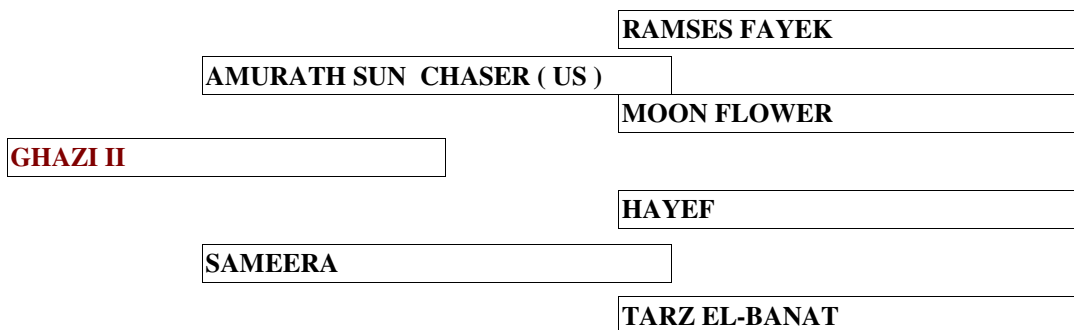 RAMSES FAYEK
AMURATH SUN CHASER ( US )
MOON FLOWER
GHAZI II
HAYEF
SAMEERA
TARZ EL-BANAT